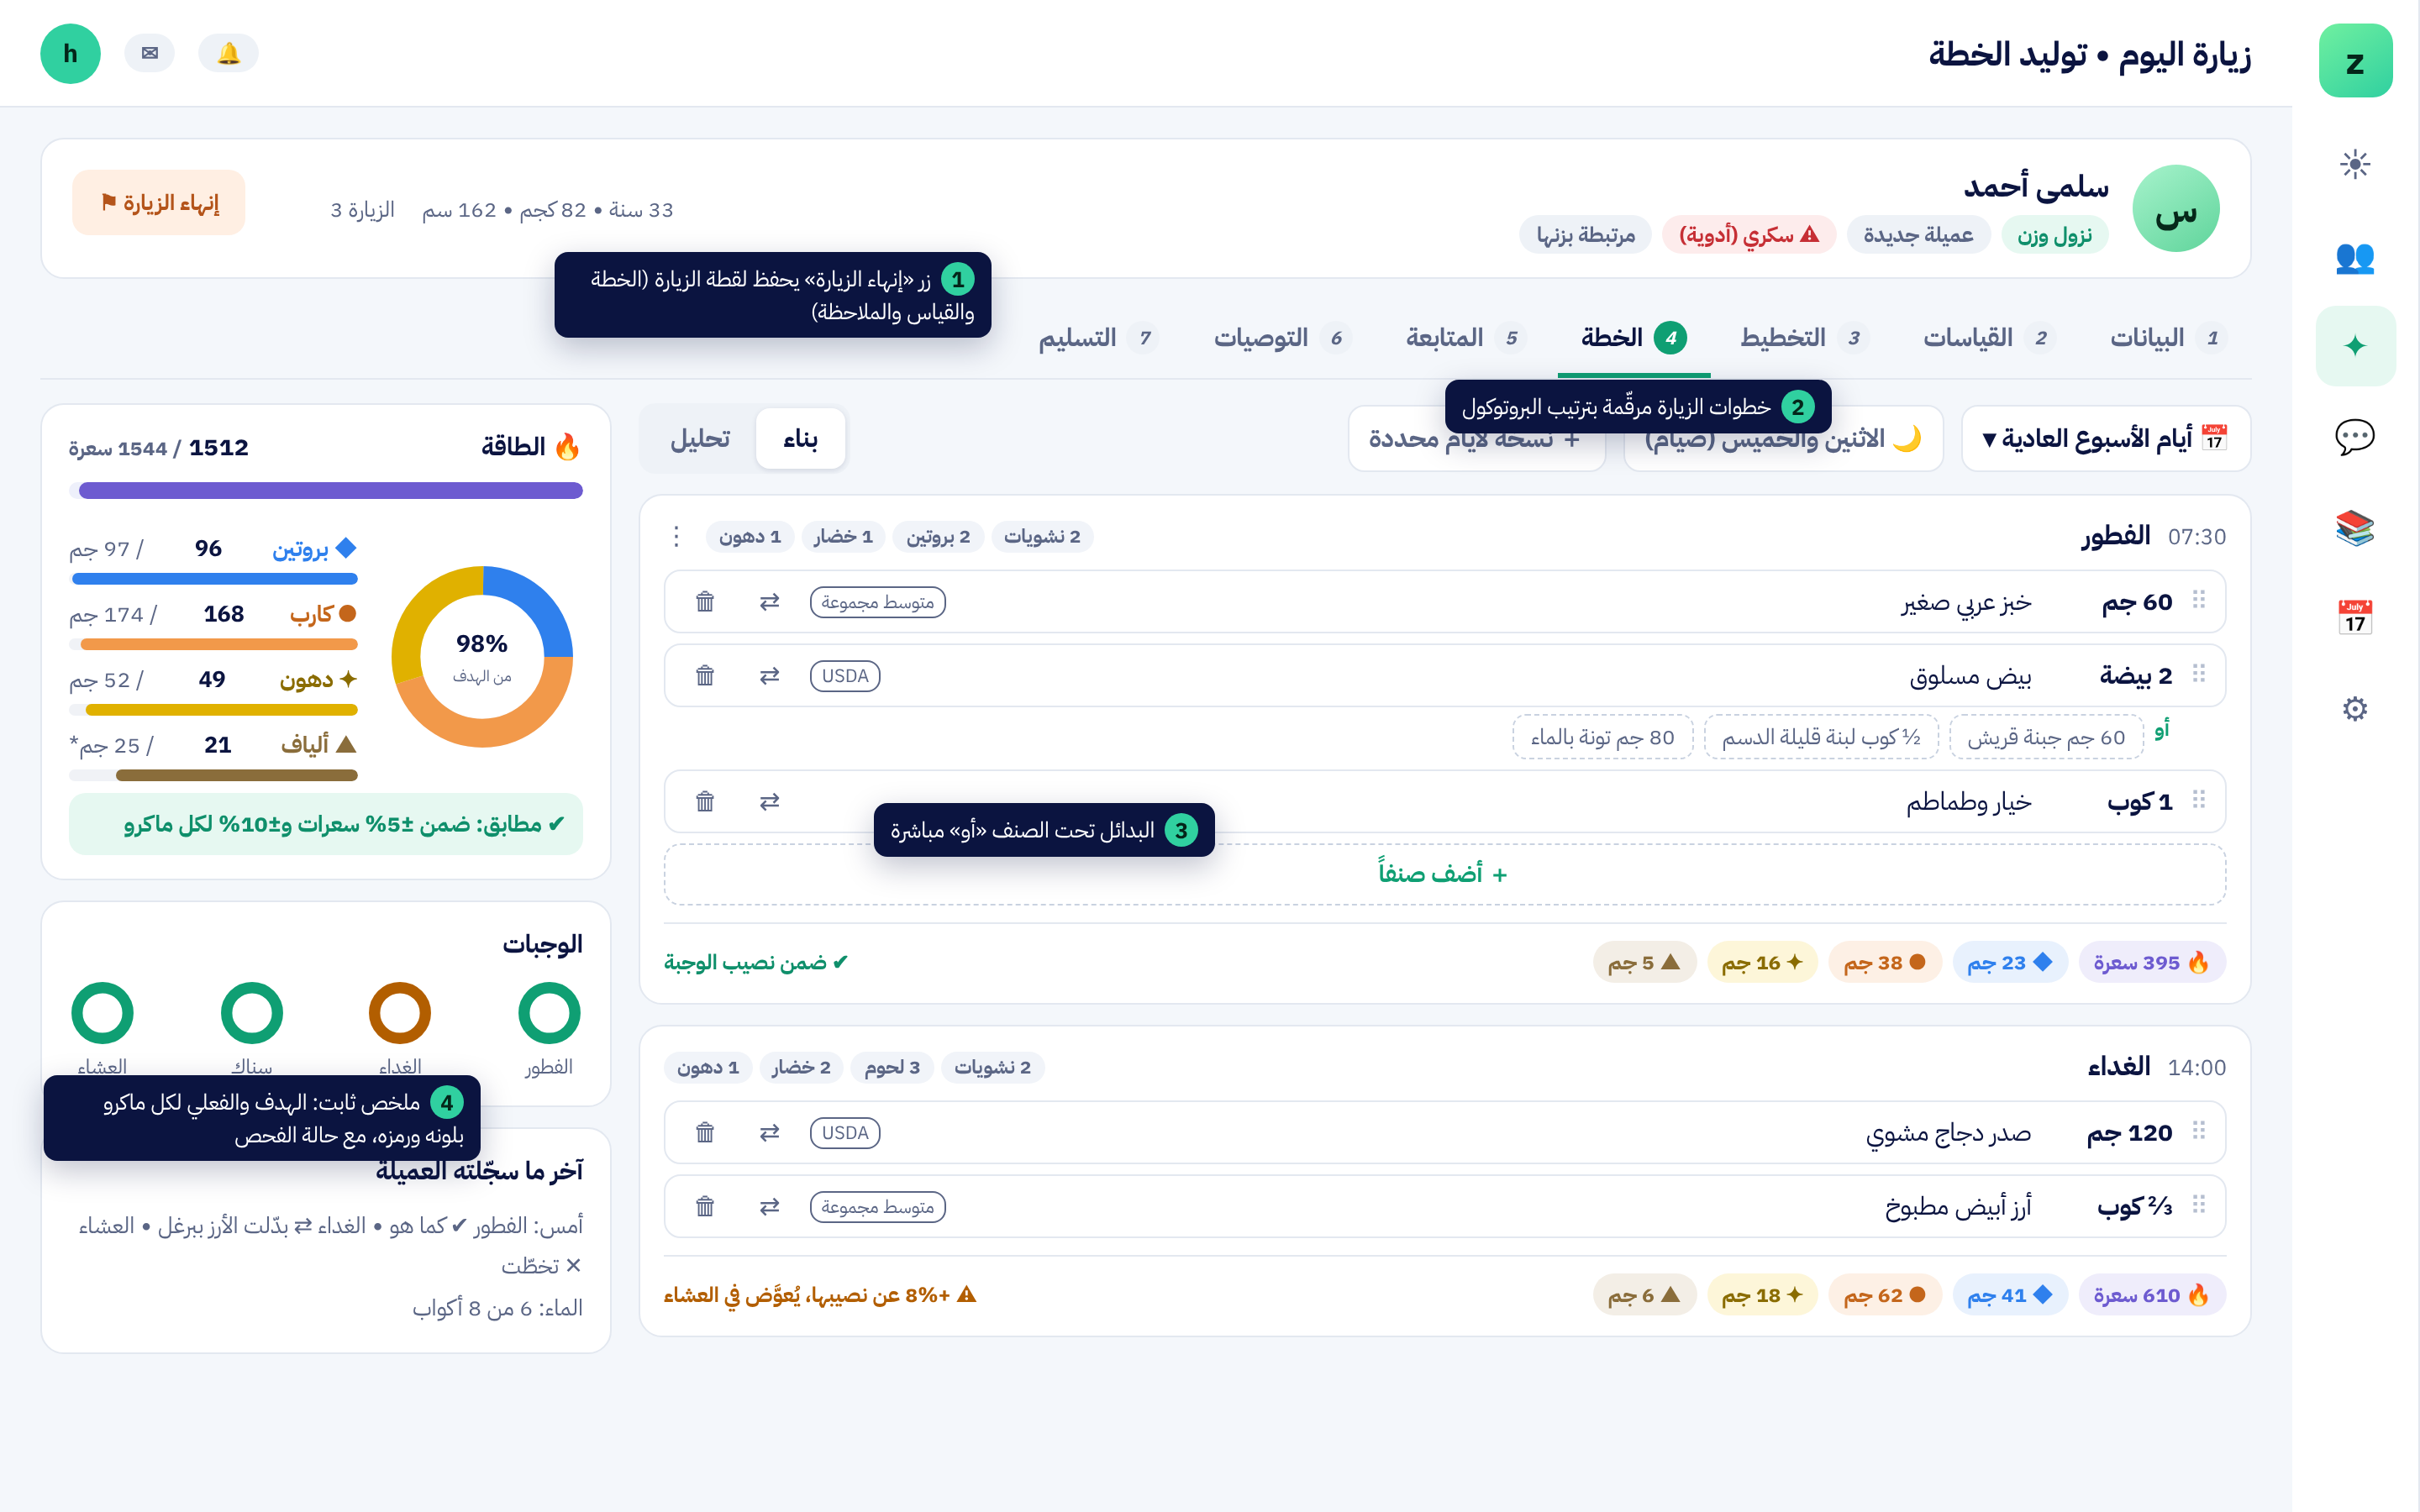 z
زيارة اليوم • توليد الخطة
h
س
سلمى أحمد
نزول وزن
عميلة جديدة
⚠ سكري (أدوية)
مرتبطة بزنها
33 سنة • 82 كجم • 162 سم
الزيارة 3
إنهاء الزيارة ⚑
1 زر «إنهاء الزيارة» يحفظ لقطة الزيارة (الخطة
والقياس والملاحظة)
1 البيانات
2 القياسات
3 التخطيط
4 الخطة
5 المتابعة
6 التوصيات
7 التسليم
2 خطوات الزيارة مرقّمة بترتيب البروتوكول
📅 أيام الأسبوع العادية ▾
🌙 الاثنين والخميس (صيام)
+ نسخة لأيام محددة
بناء
تحليل
07:30 الفطور
2 نشويات
2 بروتين
1 خضار
1 دهون
60 جم
خبز عربي صغير
متوسط مجموعة
2 بيضة
بيض مسلوق
USDA
أو
60 جم جبنة قريش
½ كوب لبنة قليلة الدسم
80 جم تونة بالماء
1 كوب
خيار وطماطم
3 البدائل تحت الصنف «أو» مباشرة
+ أضف صنفاً
🔥 395 سعرة
◆ 23 جم
● 38 جم
✦ 16 جم
▲ 5 جم
✔ ضمن نصيب الوجبة
14:00 الغداء
2 نشويات
3 لحوم
2 خضار
1 دهون
120 جم
صدر دجاج مشوي
USDA
⅔ كوب
أرز أبيض مطبوخ
متوسط مجموعة
🔥 610 سعرة
◆ 41 جم
● 62 جم
✦ 18 جم
▲ 6 جم
⚠ +8% عن نصيبها، يُعوَّض في العشاء
🔥 الطاقة
1512 / 1544 سعرة
98%
من الهدف
◆ بروتين 96 / 97 جم
● كارب 168 / 174 جم
✦ دهون 49 / 52 جم
▲ ألياف 21 / 25 جم*
✔ مطابق: ضمن ±5% سعرات و±10% لكل ماكرو
الوجبات
الفطور
الغداء
سناك
العشاء
4 ملخص ثابت: الهدف والفعلي لكل ماكرو
بلونه ورمزه، مع حالة الفحص
آخر ما سجّلته العميلة
أمس: الفطور ✔ كما هو • الغداء ⇄ بدّلت الأرز ببرغل • العشاء
✕ تخطّت
الماء: 6 من 8 أكواب